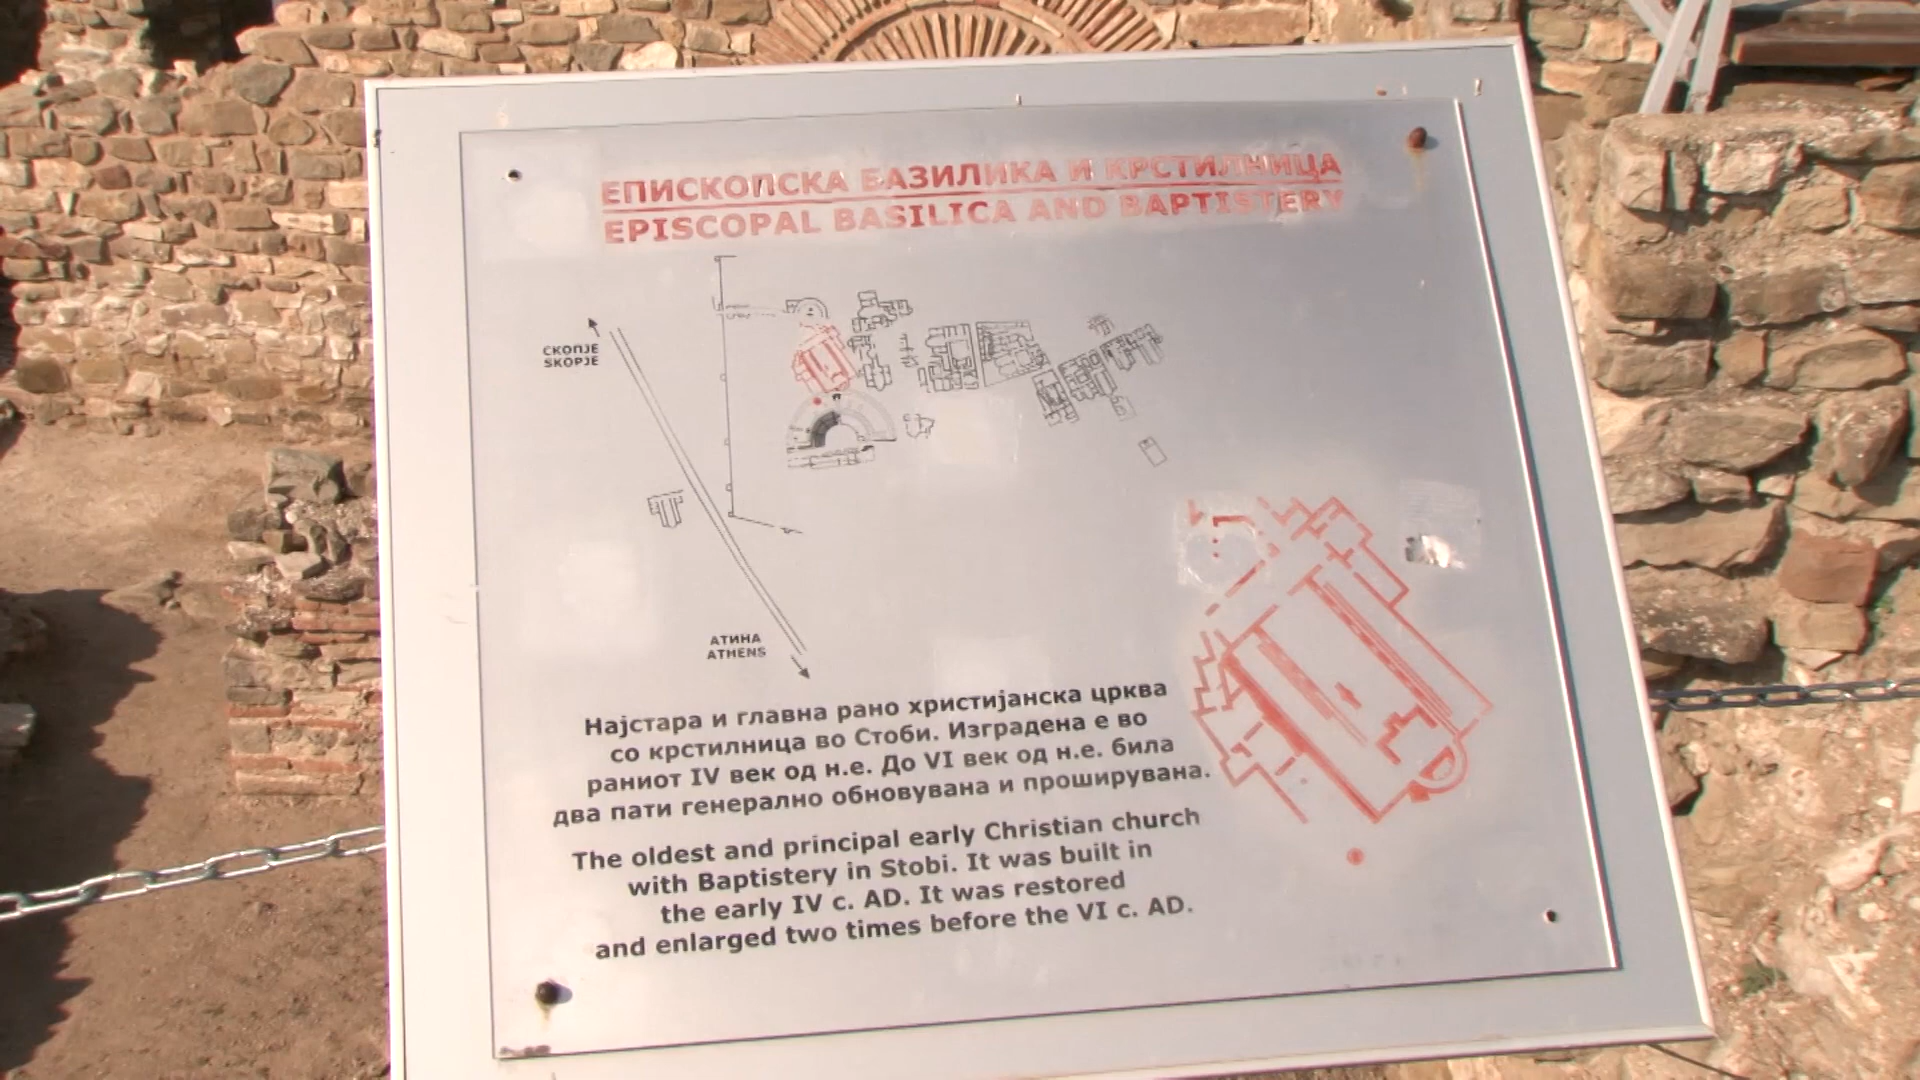 ЕПИСКОПСКА БАЗИЛИКА И КРСТИЛНИЦА
EPISCOPAL BASILICA AND BAPTISTERY
СКОПЈЕ
SKOPJE
АТИНА
ATHENS
Најстара и главна рано христијанска црква
со крстилница во Стоби. Изградена е во
раниот IV век од н.е. До VI век од н.е. била
два пати генерално обновувана и проширувана.
The oldest and principal early Christian church
with Baptistery in Stobi. It was built in
the early IV c. AD. It was restored
and enlarged two times before the VI c. AD.